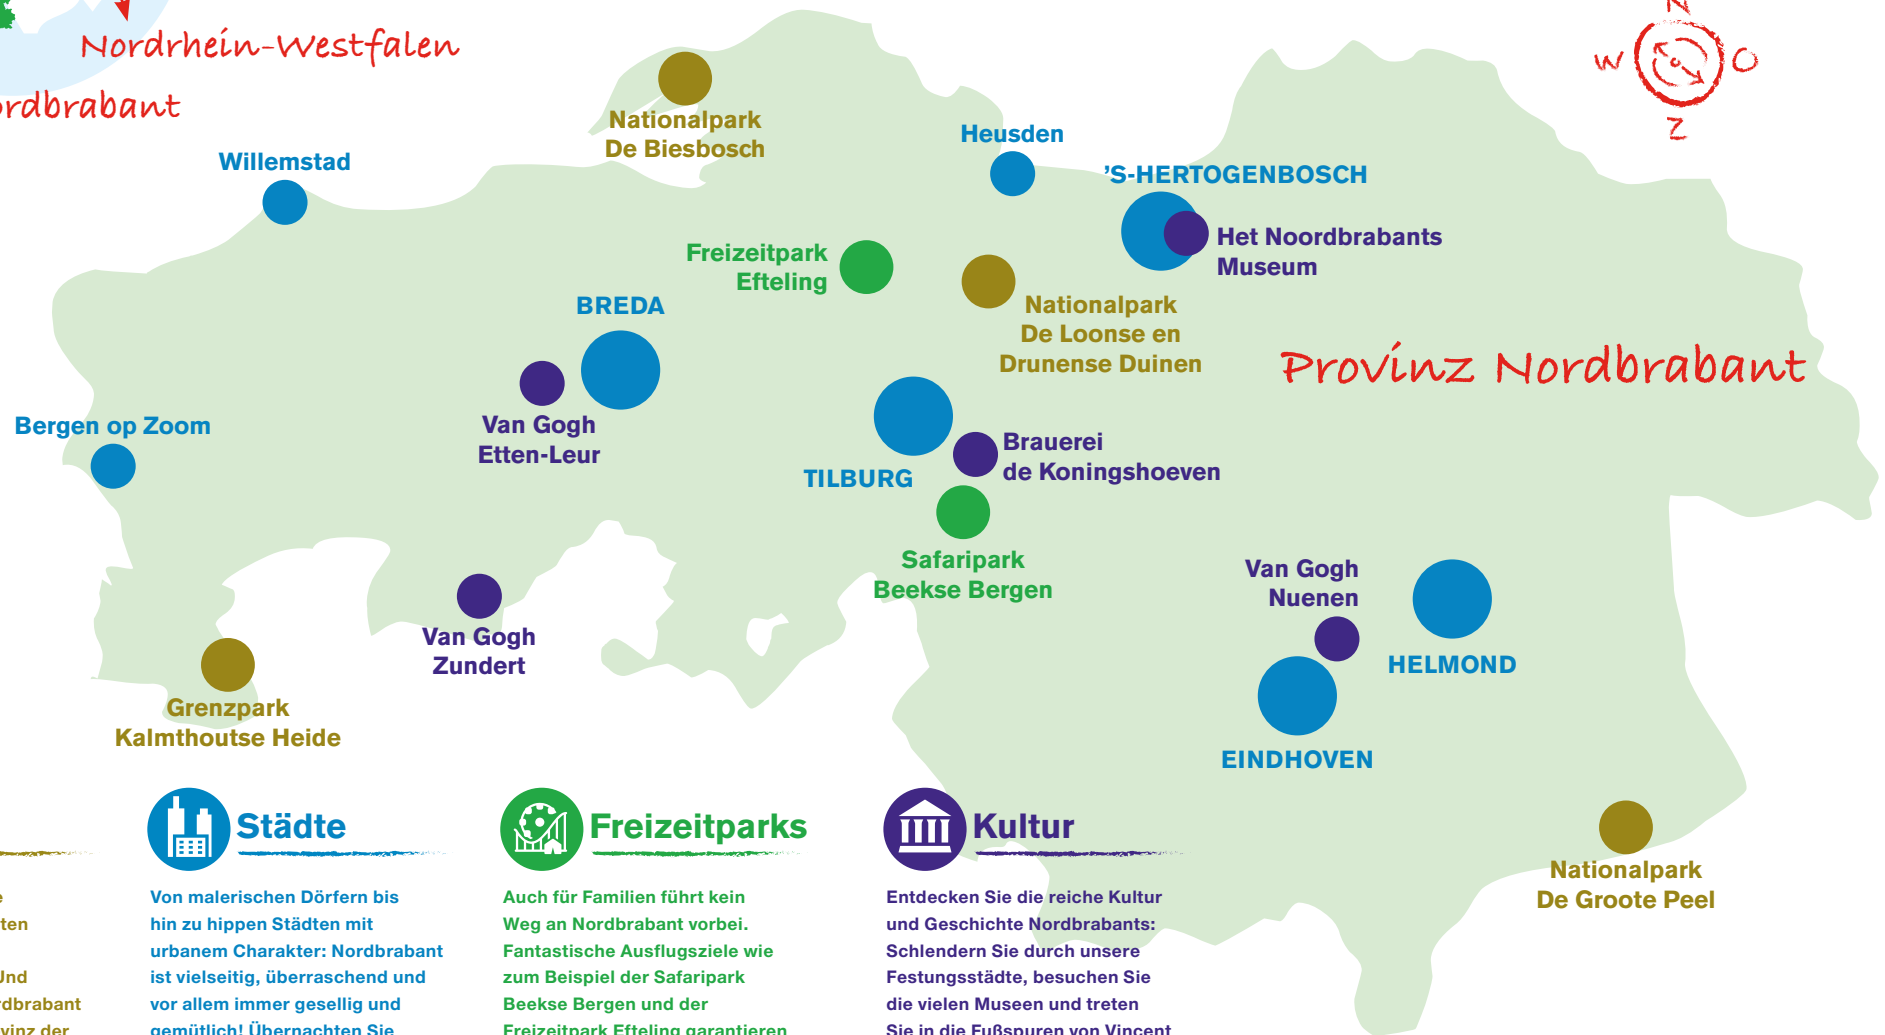 Nordrhein-Westfalen
N
W
O
Z
Willemstad
Nationalpark
De Biesbosch
Heusden
'S-HERTOGENBOSCH
Het Noordbrabants
Museum
Freizeitpark
Efteling
BREDA
Nationalpark
De Loonse en
Drunense Duinen
Provinz Nordbrabant
Bergen op Zoom
Van Gogh
Etten-Leur
TILBURG
Brauerei
de Koningshoeven
Safaripark
Beekse Bergen
Van Gogh
Nuenen
HELMOND
EINDHOVEN
Van Gogh
Zundert
Grenzpark
Kalmthoutse Heide
Nationalpark
De Groote Peel
Und
der
Städte
Von malerischen Dörfern bis
hin zu hippen Städten mit
urbanem Charakter: Nordbrabant
ist vielseitig, überraschend und
vor allem immer gesellig und
gemütlich! Übernachten Sie
Freizeitparks
Auch für Familien führt kein
Weg an Nordbrabant vorbei.
Fantastische Ausflugsziele wie
zum Beispiel der Safaripark
Beekse Bergen und der
Freizeitpark Efteling garantieren
Kultur
Entdecken Sie die reiche Kultur
und Geschichte Nordbrabants:
Schlendern Sie durch unsere
Festungsstädte, besuchen Sie
die vielen Museen und treten
Sie in die Fußspuren von Vincent